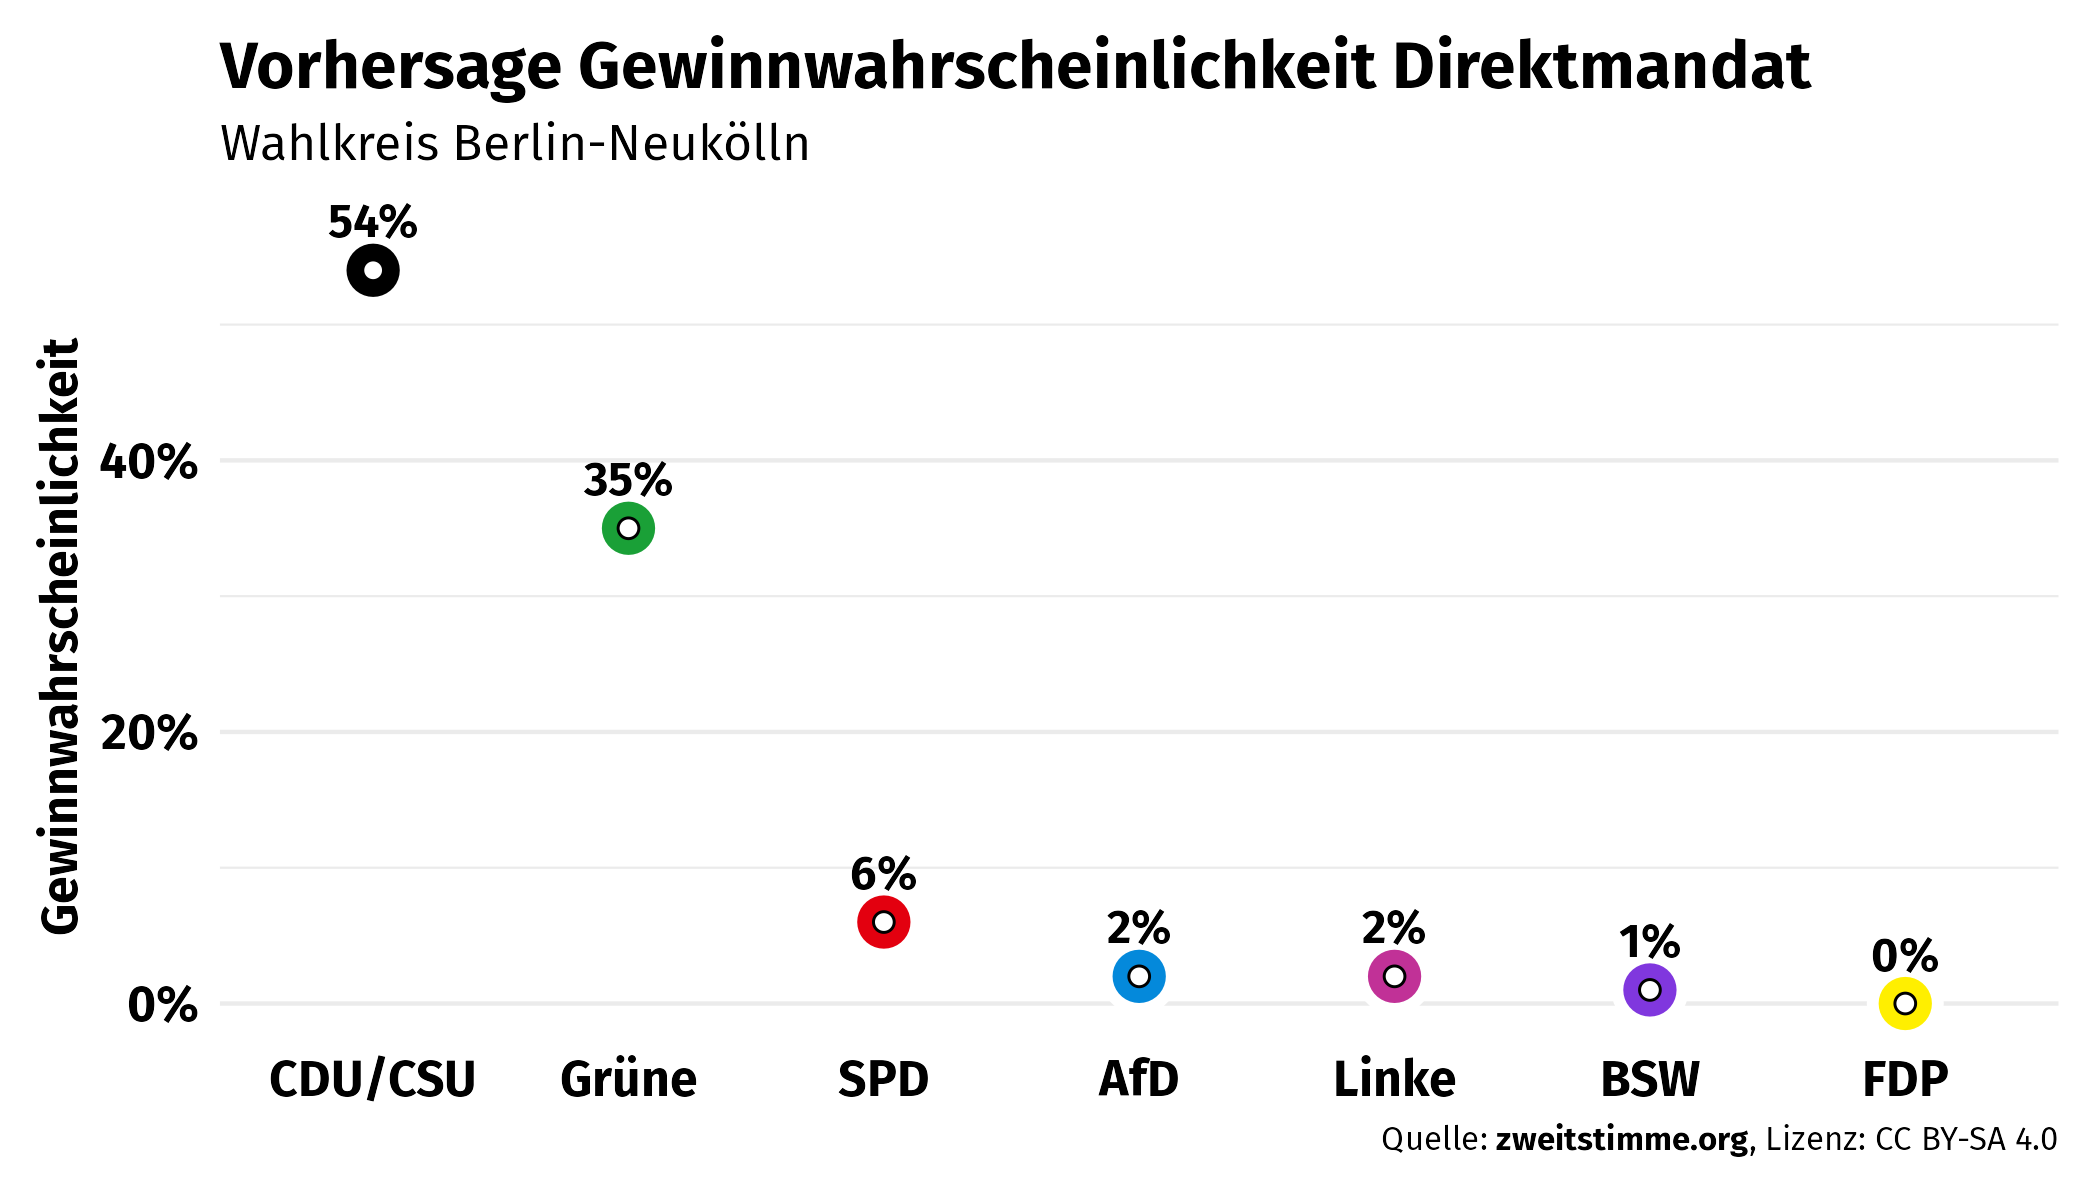 Vorhersage Gewinnwahrscheinlichkeit Direktmandat
Wahlkreis Berlin-Neukölln
Gewinnwahrscheinlichkeit
40%
20%
0%
54%
35%
6%
2%
2%
1%
0%
CDU/CSU Grüne SPD AfD Linke BSW FDP
Quelle: zweitstimme.org, Lizenz: CC BY-SA 4.0